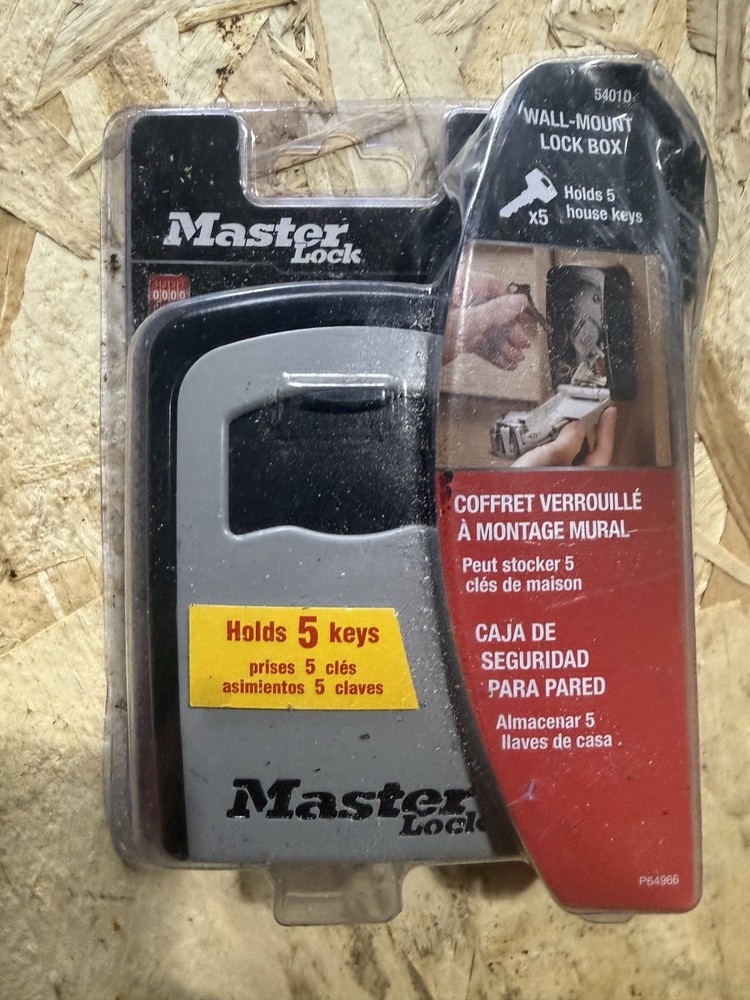 5401D
WALL-MOUNT
LOCK BOX
x5
Holds 5
house keys
Master
Lock
0000
COFFRET VERROUILLÉ
À MONTAGE MURAL
Peut stocker 5
clés de maison
CAJA DE
SEGURIDAD
PARA PARED
Almacenar 5
llaves de casa
Holds 5 keys
prises 5 clés
asimientos 5 claves
Master
Lock
P64966